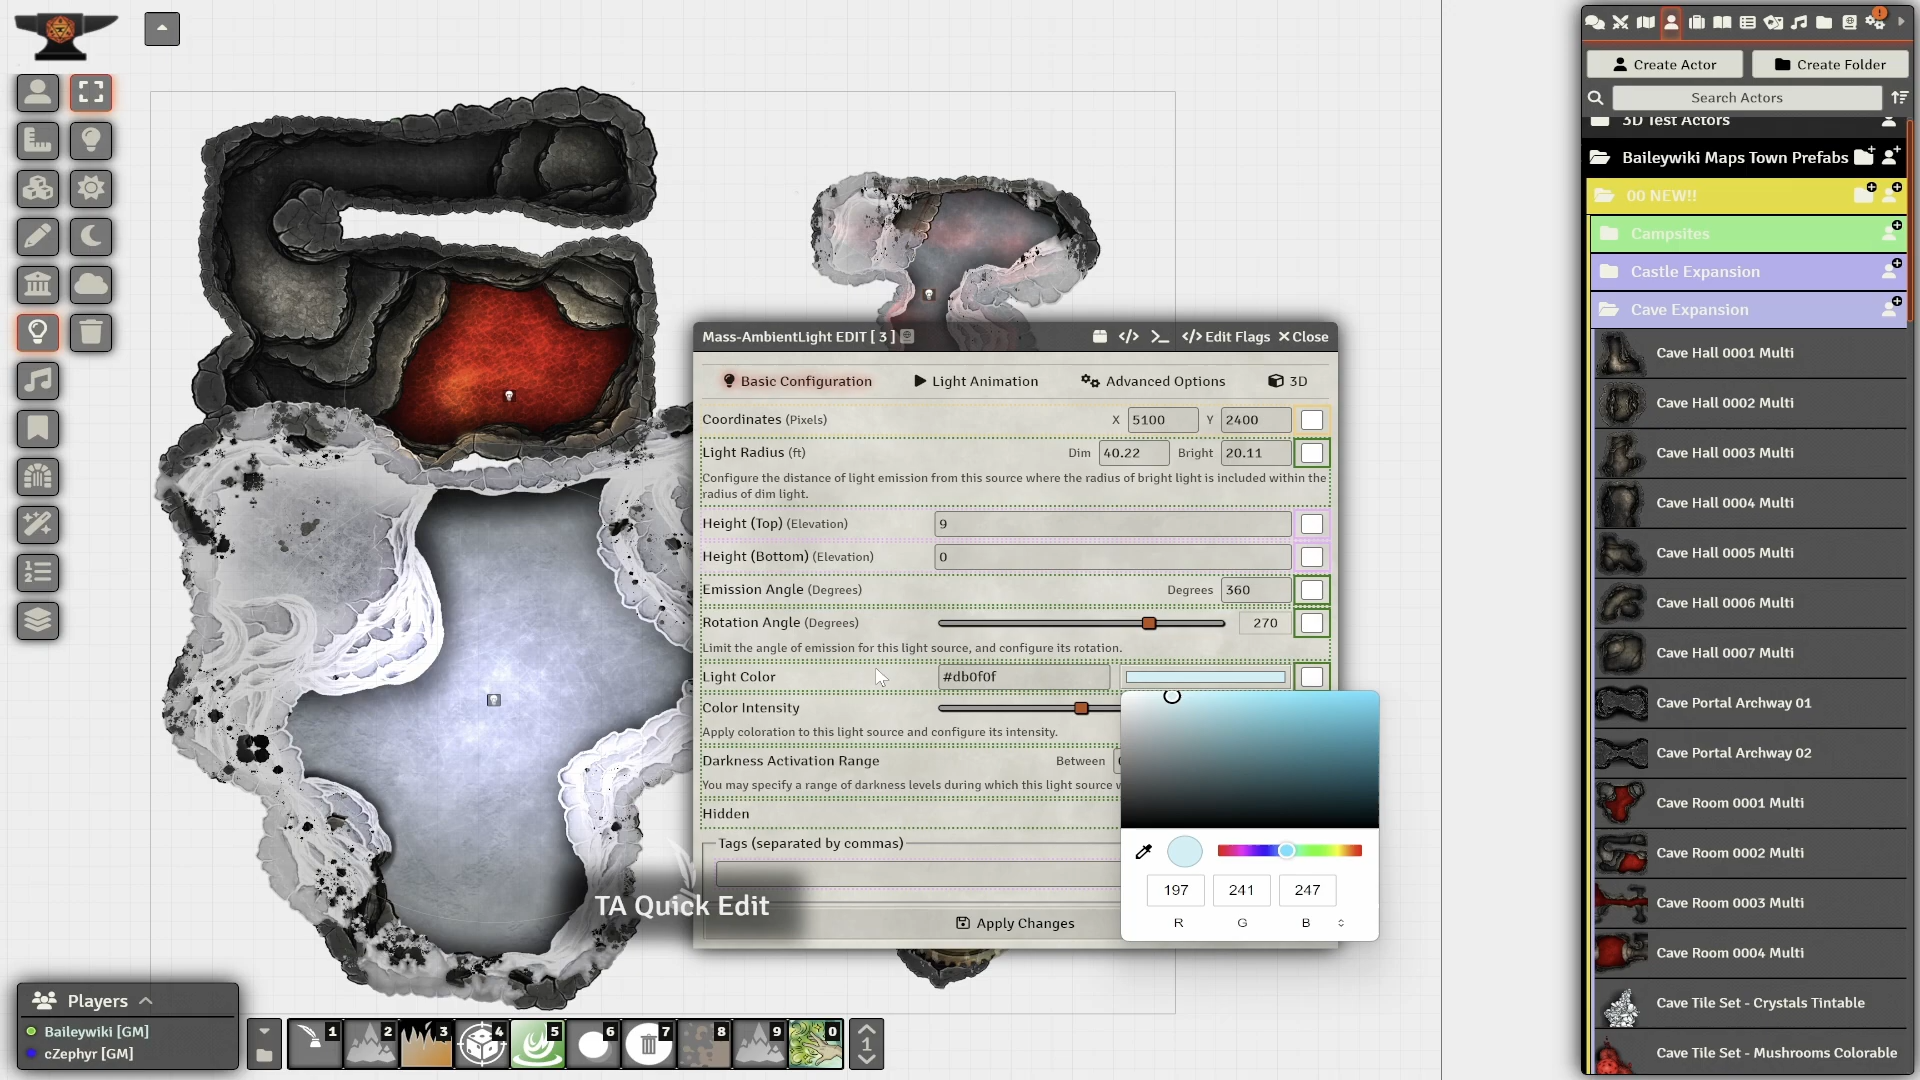 Create Actor
Create Folder
Search Actors
3D Test Actors
Baileywiki Maps Town Prefabs
00 NEW!!
Campsites
Castle Expansion
Cave Expansion
Cave Hall 0001 Multi
Cave Hall 0002 Multi
Cave Hall 0003 Multi
Cave Hall 0004 Multi
Cave Hall 0005 Multi
Cave Hall 0006 Multi
Cave Hall 0007 Multi
Cave Portal Archway 01
Cave Portal Archway 02
Cave Room 0001 Multi
Cave Room 0002 Multi
Cave Room 0003 Multi
Cave Room 0004 Multi
Cave Tile Set - Crystals Tintable
Cave Tile Set - Mushrooms Colorable
Mass-AmbientLight EDIT [ 3 ]
Edit Flags
Close
Basic Configuration
Light Animation
Advanced Options
3D
Coordinates (Pixels) X 5100 Y 2400
Light Radius (ft) Dim 40.22 Bright 20.11
Configure the distance of light emission from this source where the radius of bright light is included within the
radius of dim light.
Height (Top) (Elevation) 9
Height (Bottom) (Elevation) 0
Emission Angle (Degrees) Degrees 360
Rotation Angle (Degrees) 270
Limit the angle of emission for this light source, and configure its rotation.
Light Color #db0f0f
Color Intensity
Apply coloration to this light source and configure its intensity.
Darkness Activation Range Between
You may specify a range of darkness levels during which this light source
Hidden
Tags (separated by commas)
Apply Changes
197 241 247
R G B
TA Quick Edit
Players
Baileywiki [GM]
cZephyr [GM]
1 2 3 4 5 6 7 8 9 0
1